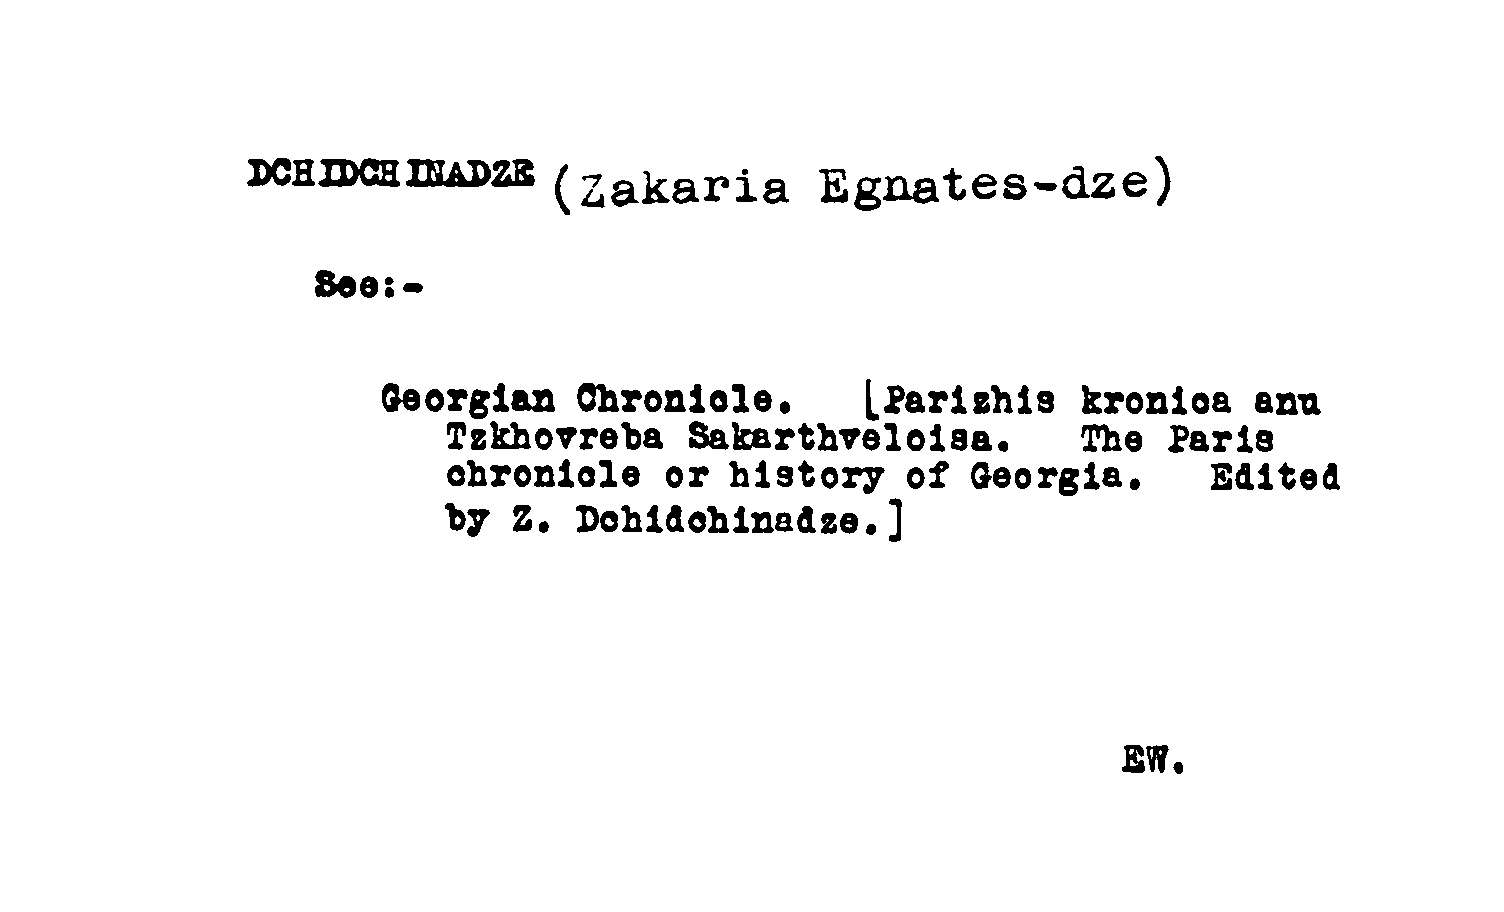 DCHIDCHINADZE (Zakaria Egnates-dze)
See:-
Georgian Chronicle. [Parizhis kronica anu
Tzkhovreba Sakarthveloisa. The Paris
chronicle or history of Georgia. Edited
by Z. Dchidchinadze.]
EW.